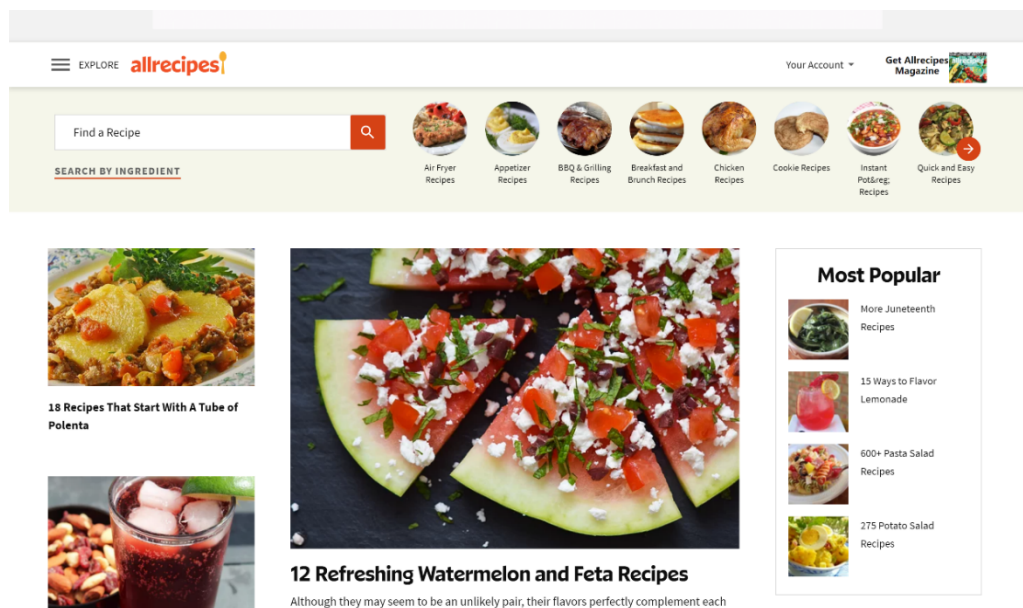 EXPLORE
allrecipes
Your Account
Get Allrecipes
Magazine
Find a Recipe
SEARCH BY INGREDIENT
Air Fryer
Recipes
Appetizer
Recipes
BBQ & Grilling
Recipes
Breakfast and
Brunch Recipes
Chicken
Recipes
Cookie Recipes
Instant
Pot&reg;
Recipes
Quick and Easy
Recipes
18 Recipes That Start With A Tube of
Polenta
12 Refreshing Watermelon and Feta Recipes
Although they may seem to be an unlikely pair, their flavors perfectly complement each
Most Popular
More Juneteenth
Recipes
15 Ways to Flavor
Lemonade
600+ Pasta Salad
Recipes
275 Potato Salad
Recipes